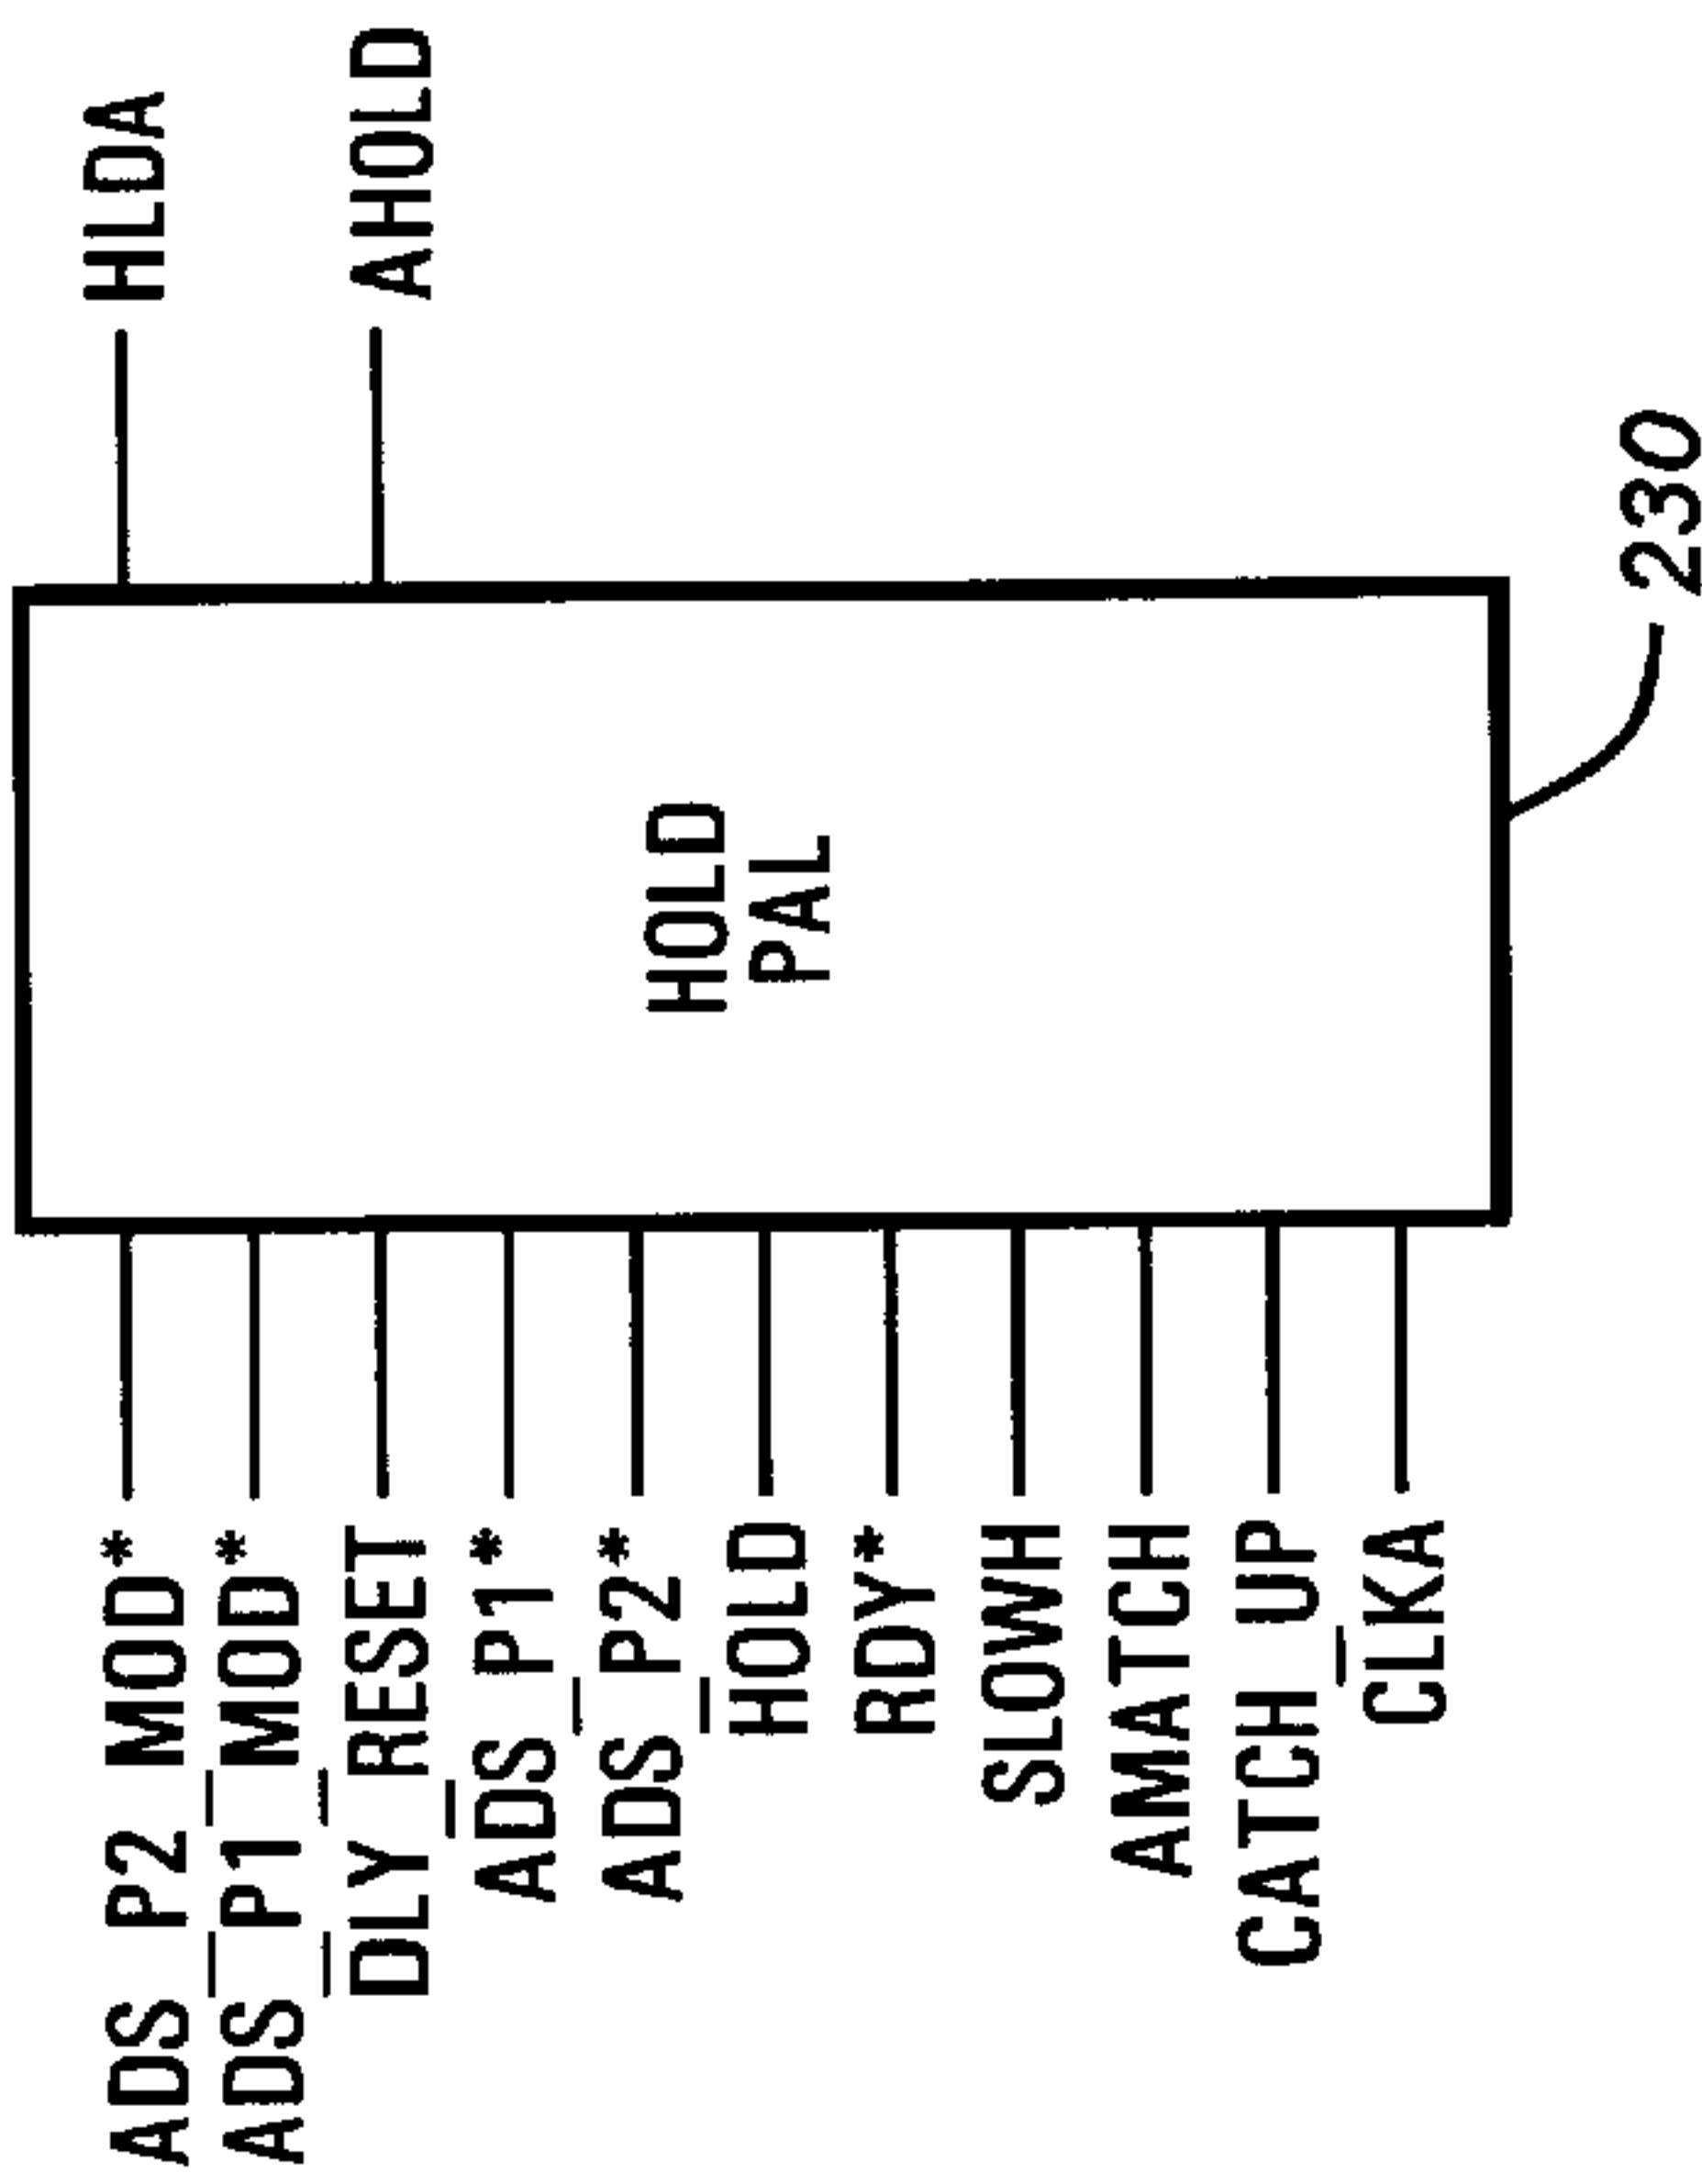 ADS_P2_MOD*
ADS_P1_MOD*
DLY_RESET
ADS_P1*
ADS_P2*
HOLD
RDY*
SLOWH
AMATCH
CATCH_UP
CLKA
HOLD
PAL
HLDA
AHOLD
230